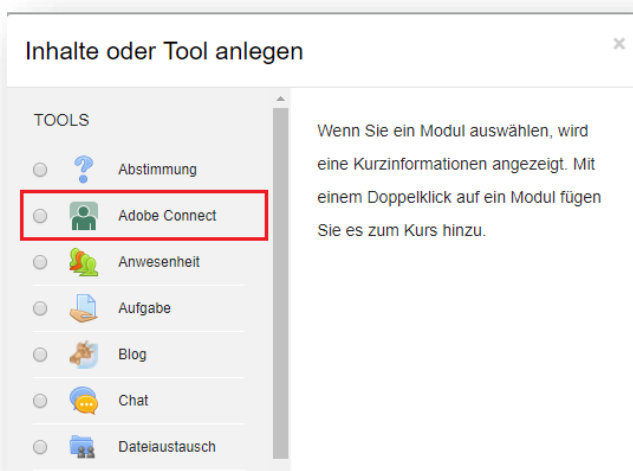 Inhalte oder Tool anlegen
×
TOOLS
Abstimmung
Adobe Connect
Anwesenheit
Aufgabe
Blog
Chat
Dateiaustausch
Wenn Sie ein Modul auswählen, wird
eine Kurzinformationen angezeigt. Mit
einem Doppelklick auf ein Modul fügen
Sie es zum Kurs hinzu.